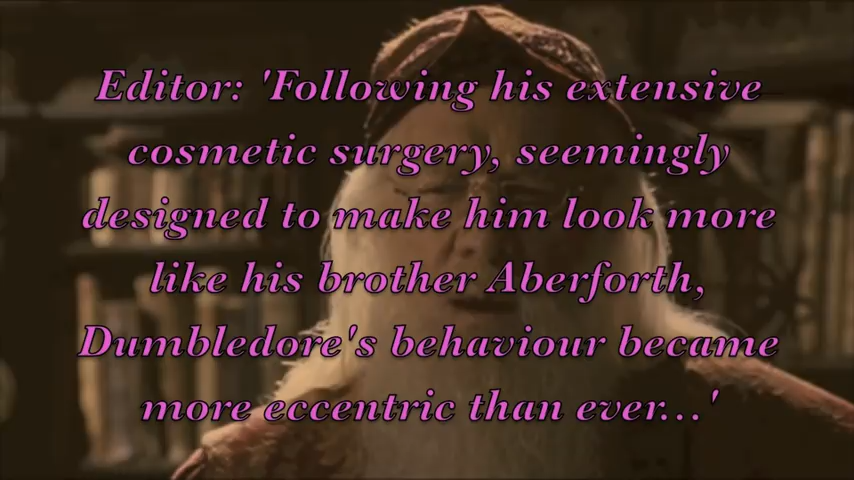 Editor: 'Following his extensive
cosmetic surgery, seemingly
designed to make him look more
like his brother Aberforth,
Dumbledore's behaviour became
more eccentric than ever...'